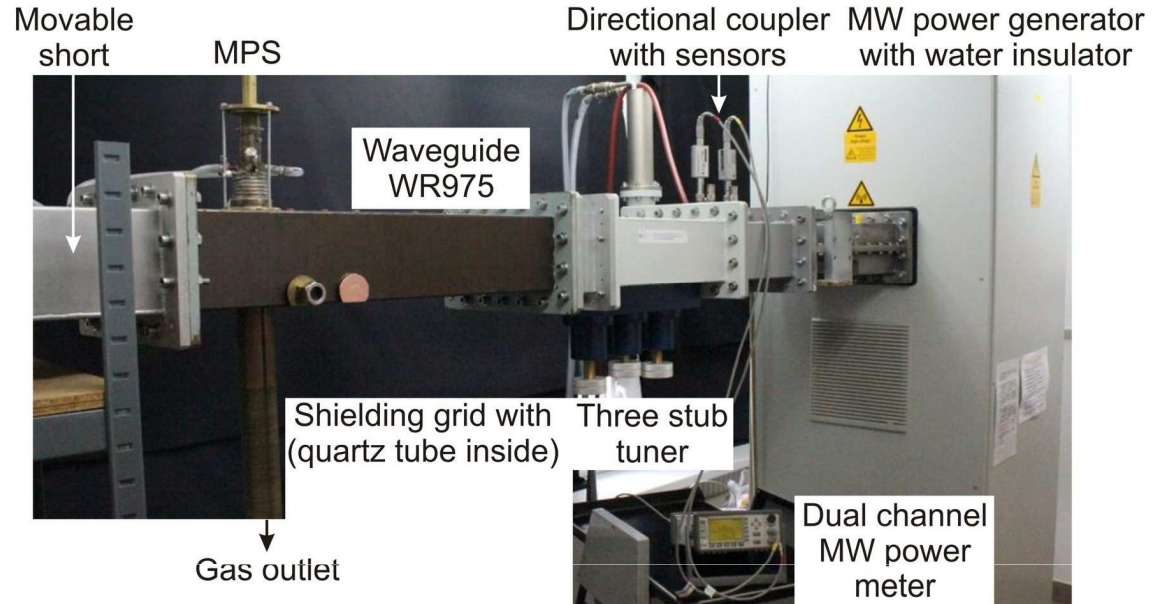 Movable
short
MPS
Directional coupler
with sensors
MW power generator
with water insulator
Waveguide
WR975
Shielding grid with
(quartz tube inside)
Three stub
tuner
Dual channel
MW power
meter
Gas outlet